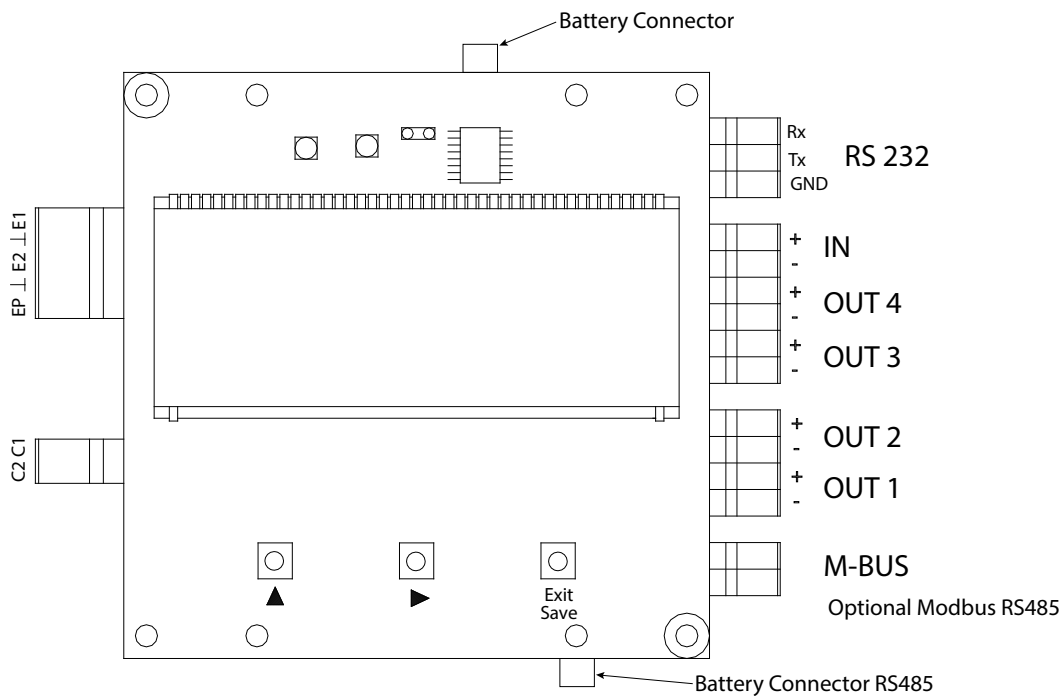 Battery Connector
Rx
Tx
GND
RS 232
EP ⊥ E2 ⊥ E1
+
-
IN
+
-
OUT 4
+
-
OUT 3
C2 C1
+
-
OUT 2
+
-
OUT 1
M-BUS
Optional Modbus RS485
▲
▶
Exit
Save
Battery Connector RS485